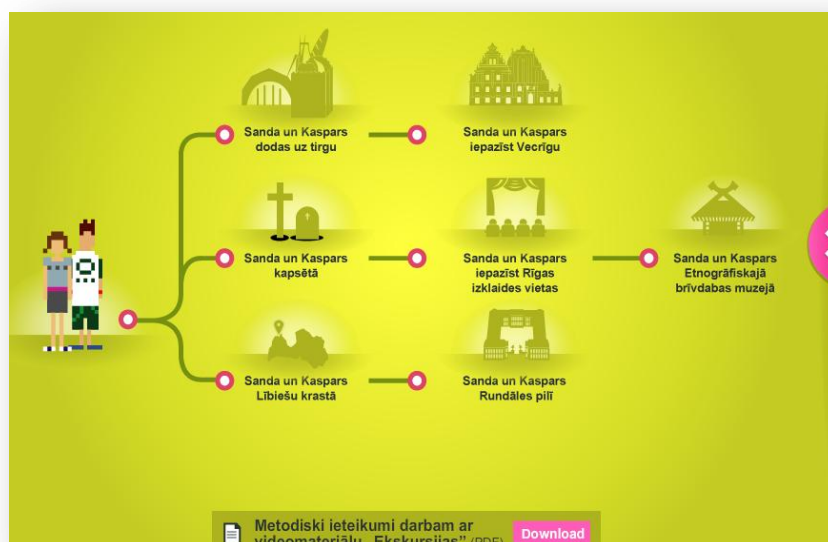 Sanda un Kaspars
dodas uz tirgu
Sanda un Kaspars
iepazīst Vecrīgu
Sanda un Kaspars
kapsētā
Sanda un Kaspars
iepazīst Rīgas
izklaides vietas
Sanda un Kaspars
Etnogrāfiskajā
brīvdabas muzejā
Sanda un Kaspars
Lībiešu krastā
Sanda un Kaspars
Rundāles pilī
Metodiski ieteikumi darbam ar
videomateriālu „Ekskursijas” (PDF)
Download